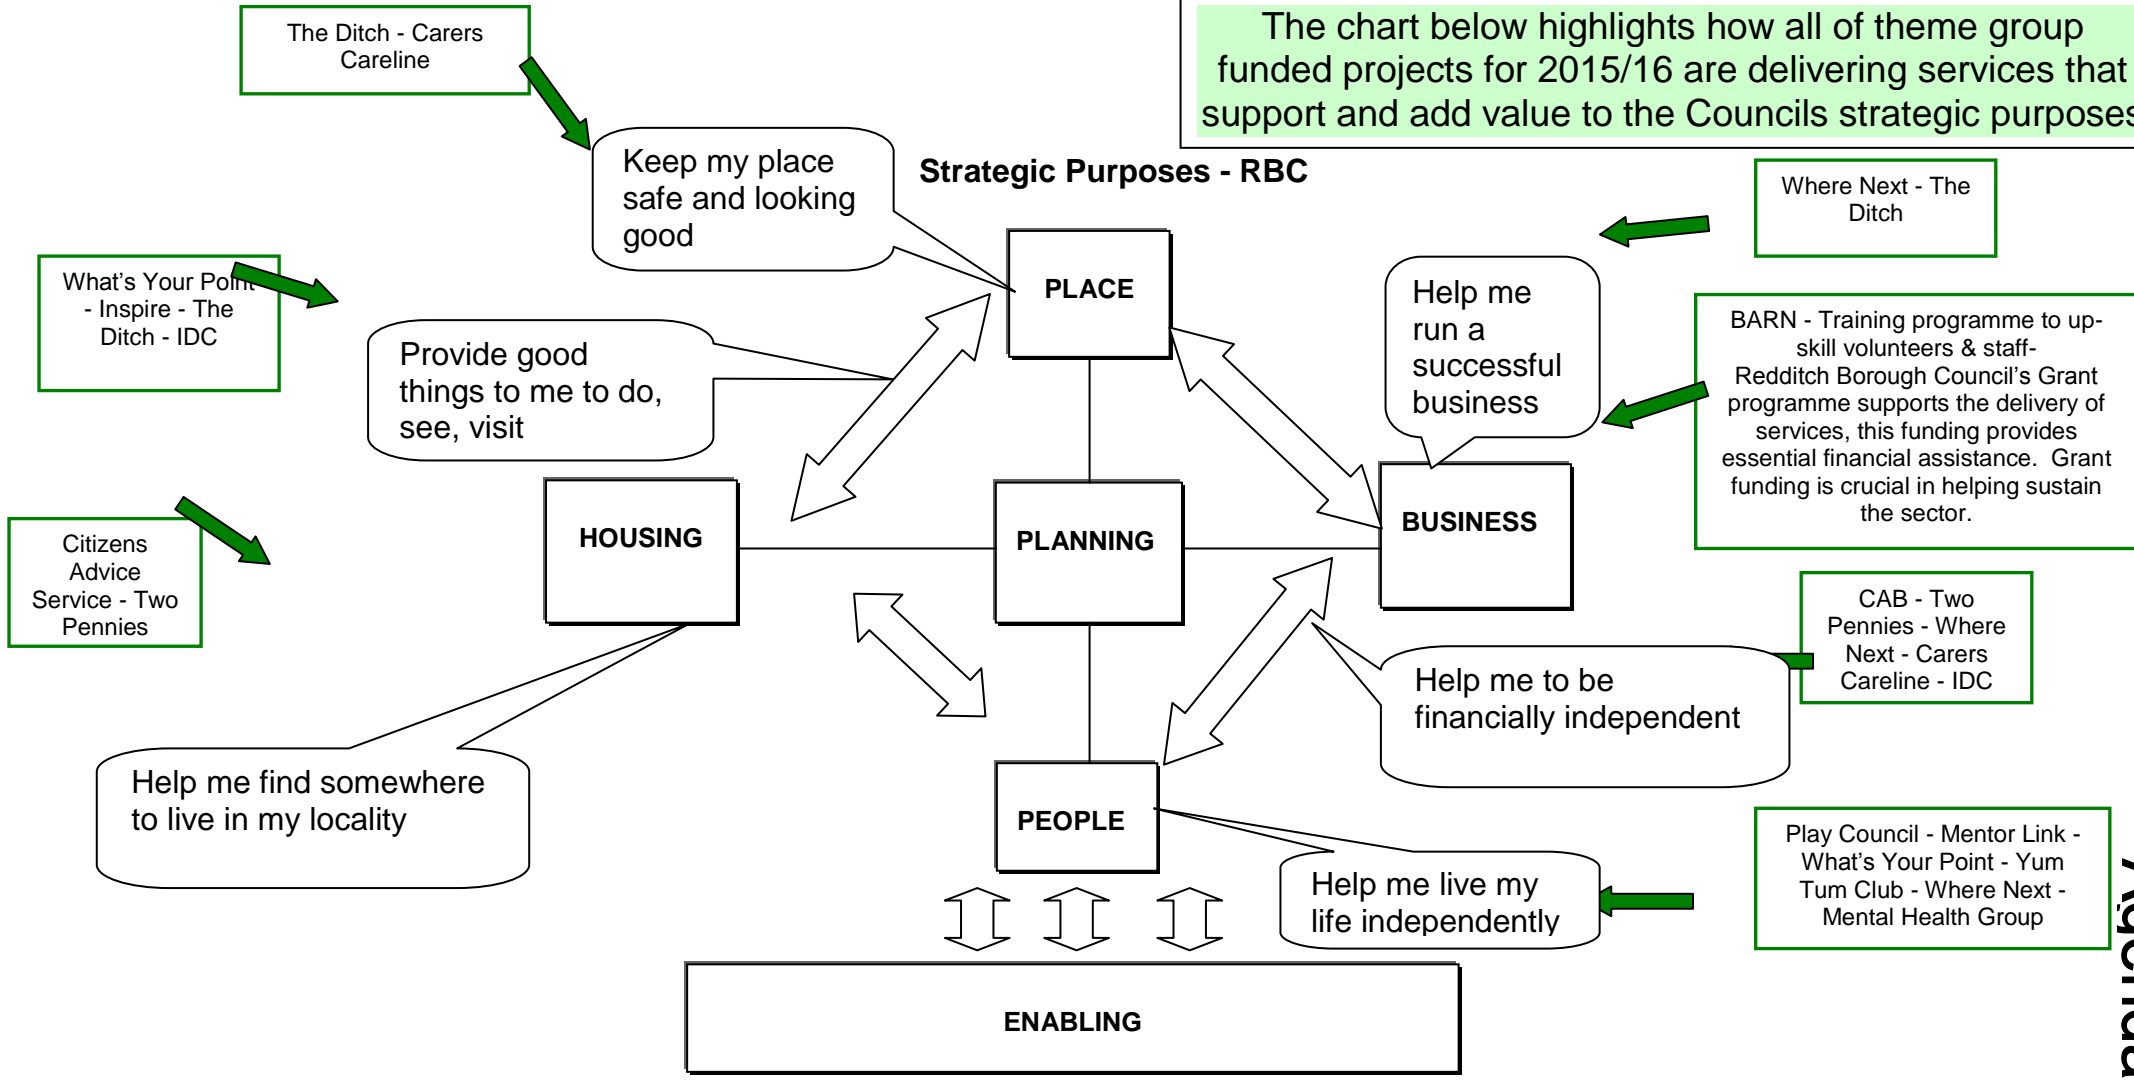 The chart below highlights how all of theme group
funded projects for 2015/16 are delivering services that
support and add value to the Councils strategic purposes
The Ditch - Carers
Careline
Keep my place
safe and looking
good
Strategic Purposes - RBC
Where Next - The
Ditch
What's Your Point
- Inspire - The
Ditch - IDC
PLACE
Help me
run a
successful
business
BARN - Training programme to up-
skill volunteers & staff-
Redditch Borough Council's Grant
programme supports the delivery of
services, this funding provides
essential financial assistance.  Grant
funding is crucial in helping sustain
the sector.
Provide good
things to me to do,
see, visit
HOUSING
PLANNING
BUSINESS
Citizens
Advice
Service - Two
Pennies
CAB - Two
Pennies - Where
Next - Carers
Careline - IDC
Help me to be
financially independent
Help me find somewhere
to live in my locality
PEOPLE
Help me live my
life independently
Play Council - Mentor Link -
What's Your Point - Yum
Tum Club - Where Next -
Mental Health Group
ENABLING
Agenda